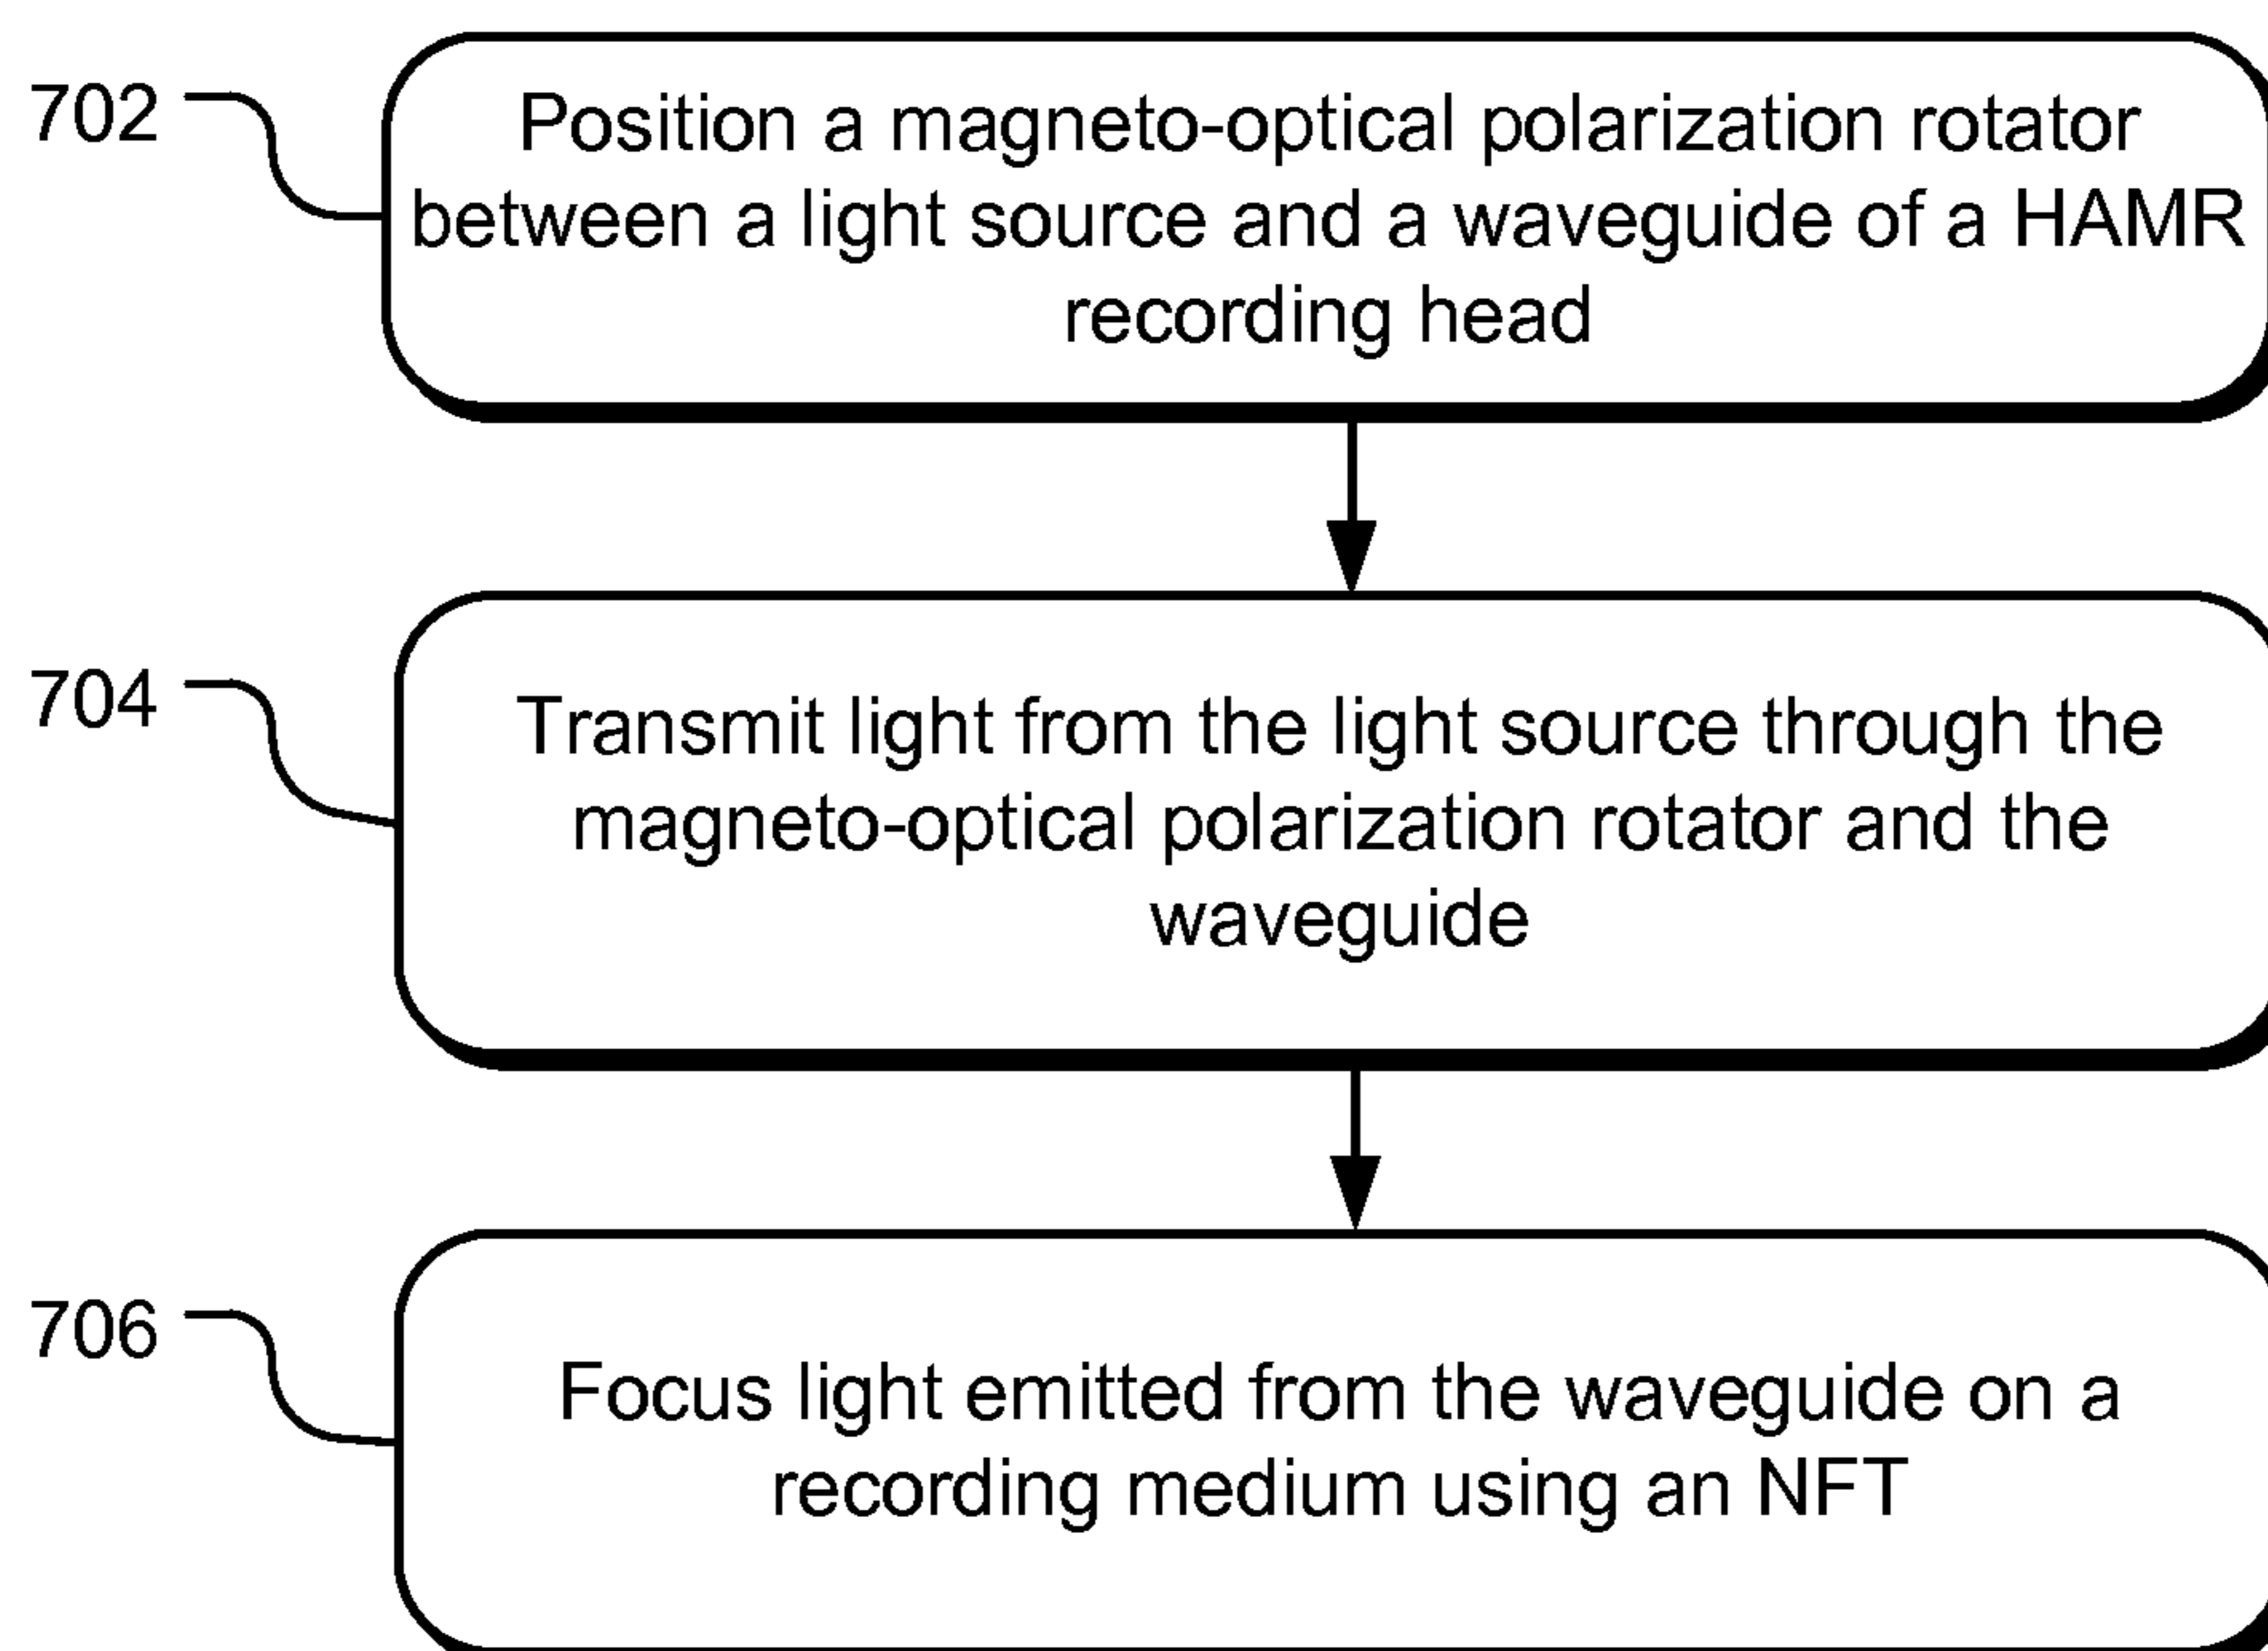 702
Position a magneto-optical polarization rotator
between a light source and a waveguide of a HAMR
recording head
704
Transmit light from the light source through the
magneto-optical polarization rotator and the
waveguide
706
Focus light emitted from the waveguide on a
recording medium using an NFT